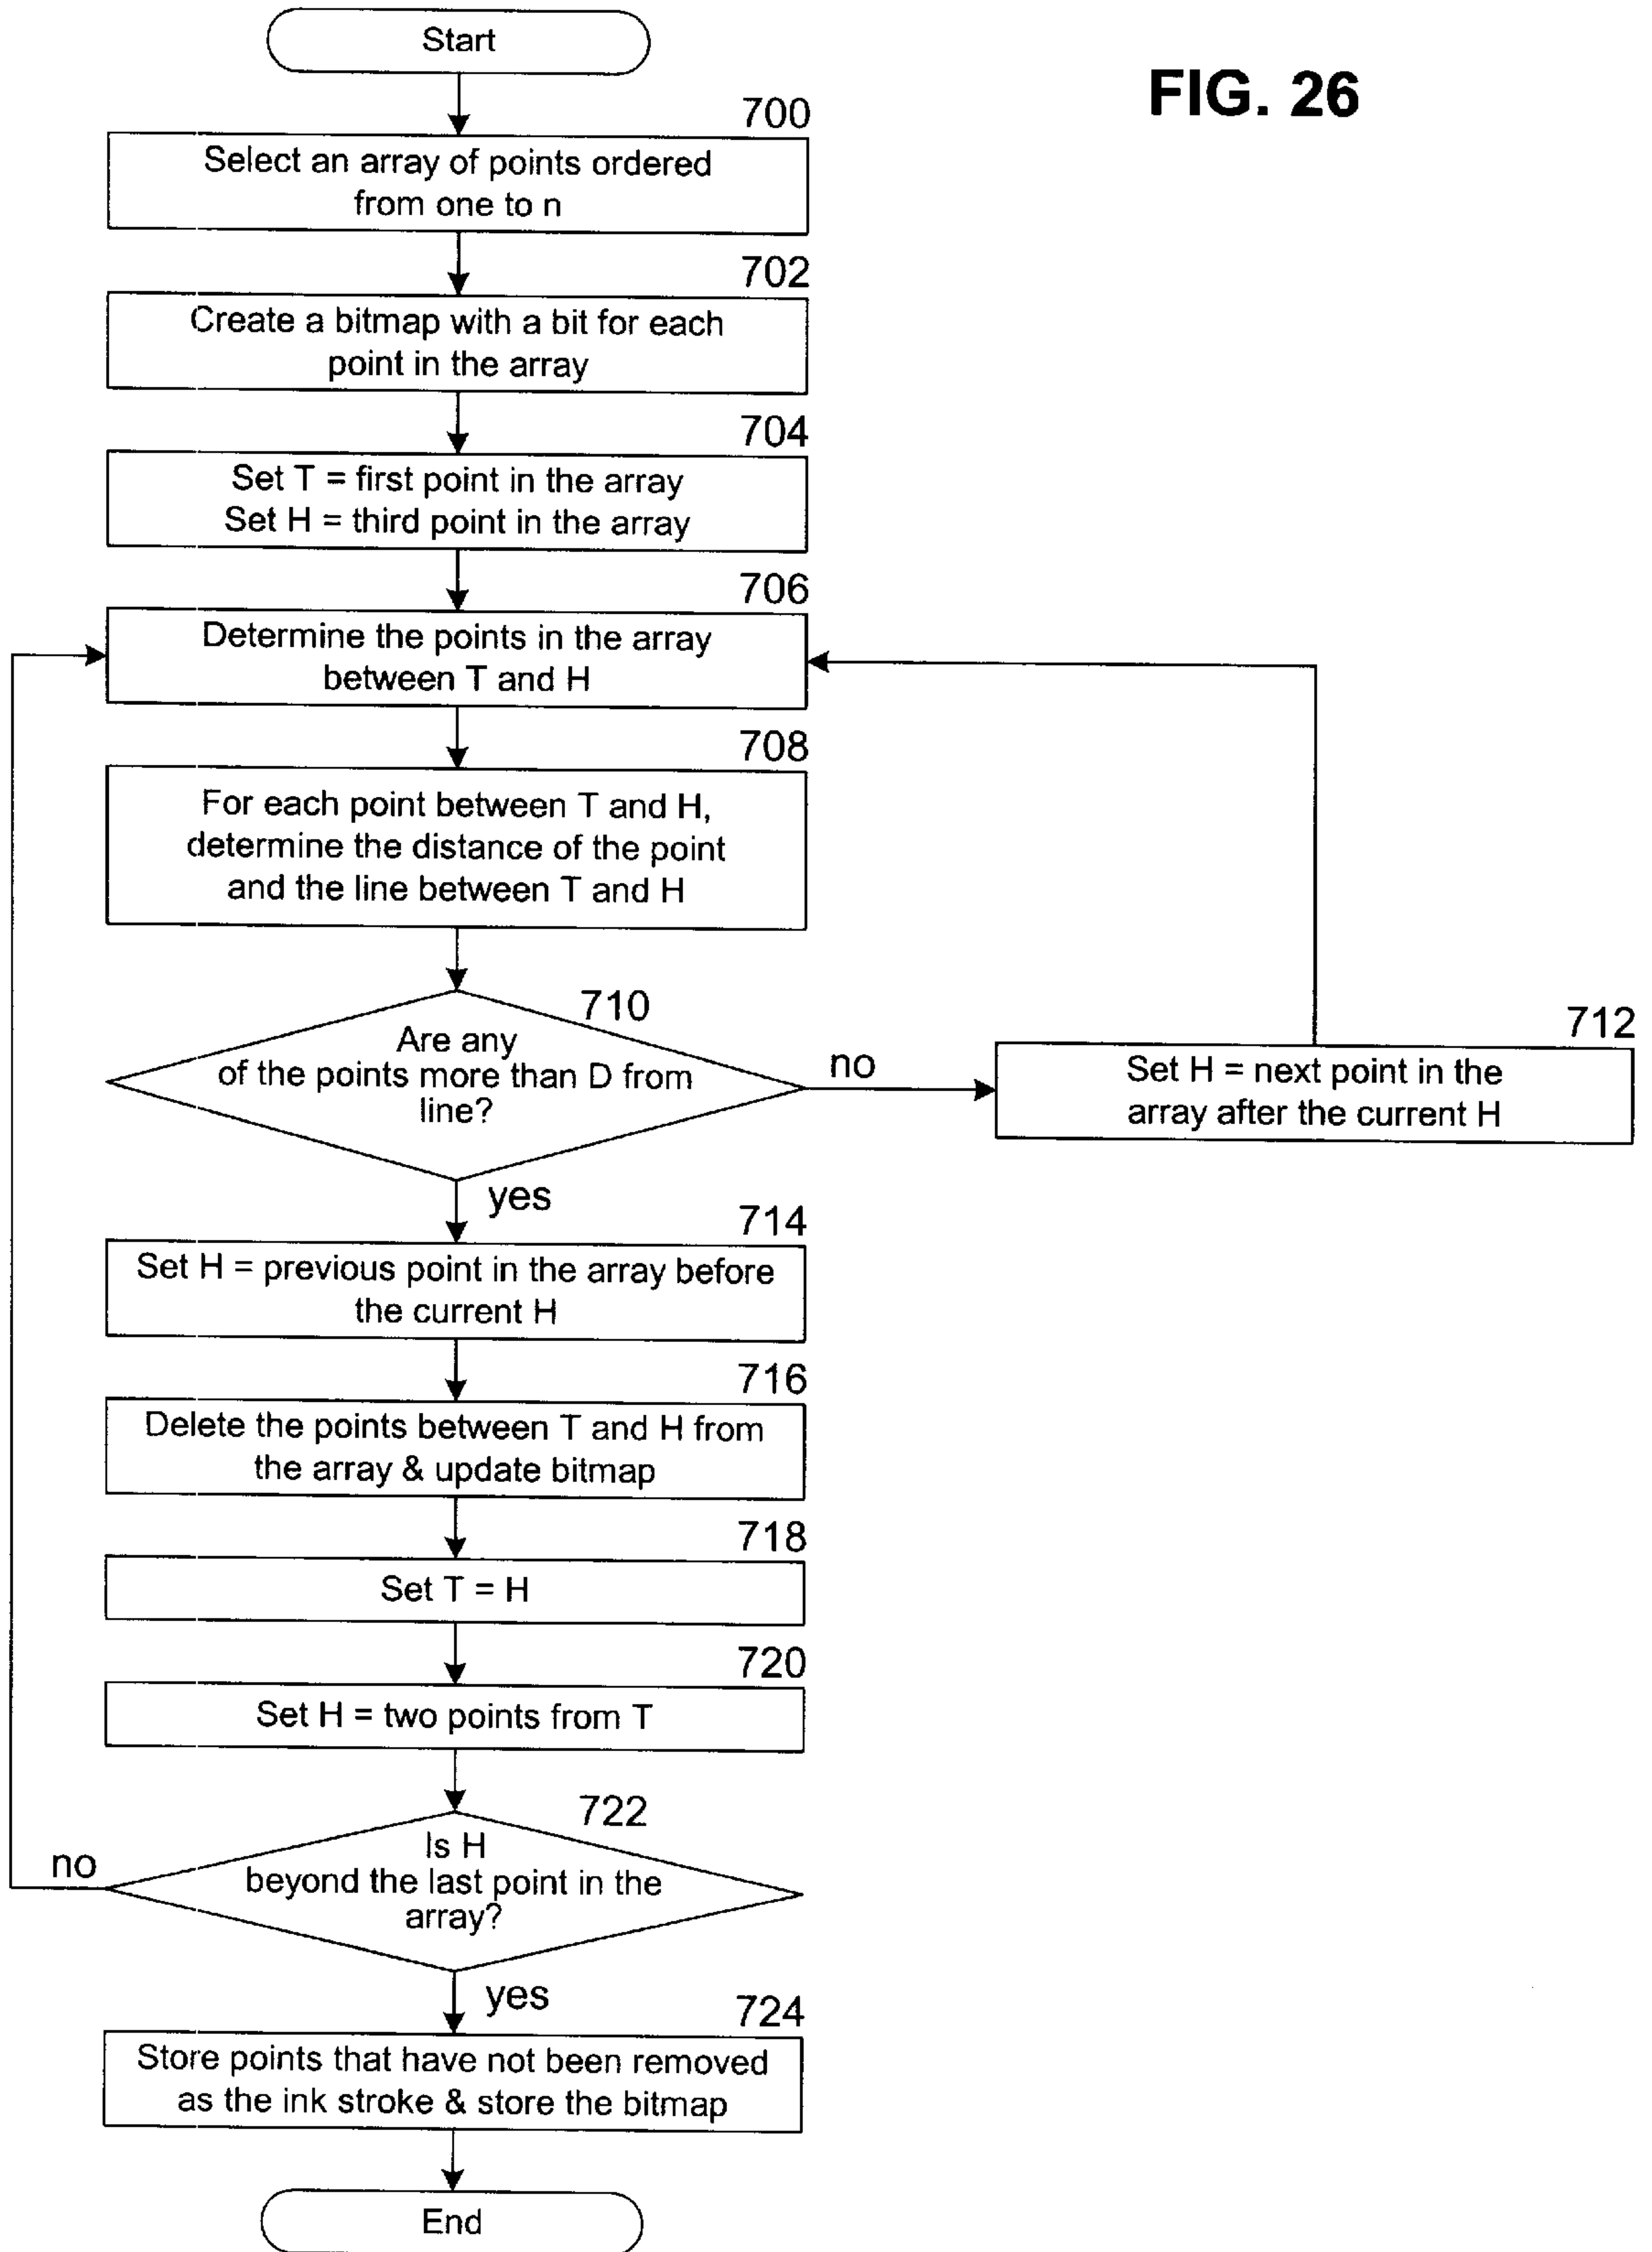 Start
FIG. 26
700
Select an array of points ordered
from one to n
702
Create a bitmap with a bit for each
point in the array
704
Set T = first point in the array
Set H = third point in the array
706
Determine the points in the array
between T and H
708
For each point between T and H,
determine the distance of the point
and the line between T and H
710
Are any
of the points more than D from
line?
no
712
Set H = next point in the
array after the current H
yes
714
Set H = previous point in the array before
the current H
716
Delete the points between T and H from
the array & update bitmap
718
Set T = H
720
Set H = two points from T
722
Is H
beyond the last point in the
array?
no
yes
724
Store points that have not been removed
as the ink stroke & store the bitmap
End